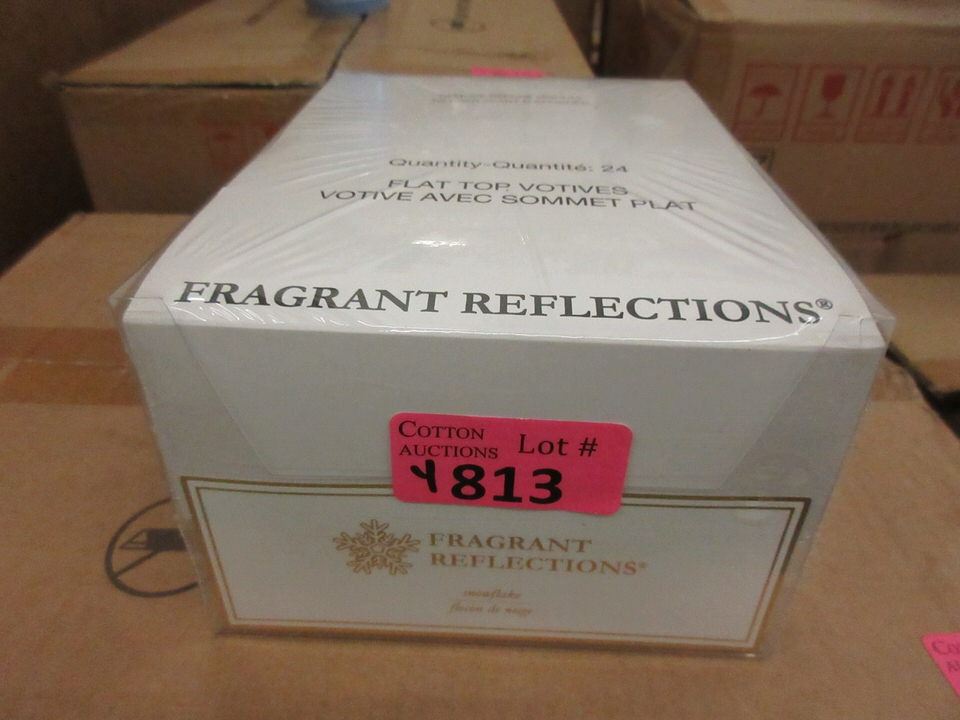 Quantity-Quantité: 24
FLAT TOP VOTIVES
VOTIVE AVEC SOMMET PLAT
FRAGRANT REFLECTIONS®
COTTON
AUCTIONS
Lot #
4813
FRAGRANT
REFLECTIONS®
snowflake
flocon de neige